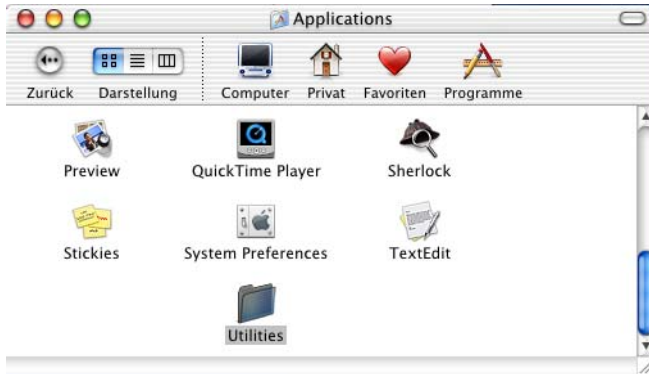 Applications
Zurück Darstellung Computer Privat Favoriten Programme
Preview QuickTime Player Sherlock
Stickies System Preferences TextEdit
Utilities